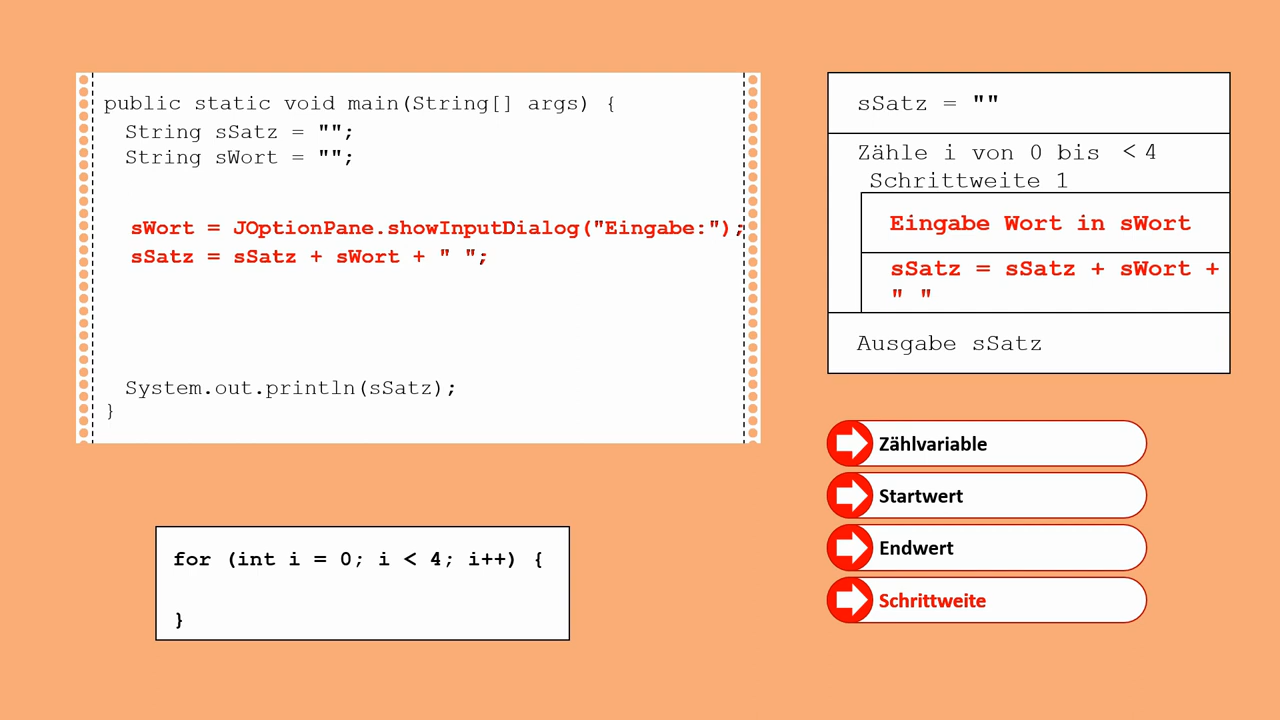 public static void main(String[] args) {
String sSatz = "";
String sWort = "";
sWort = JOptionPane.showInputDialog("Eingabe:");
sSatz = sSatz + sWort + " ";
System.out.println(sSatz);
}
for (int i = 0; i < 4; i++) {
}
sSatz = ""
Zähle i von 0 bis < 4
Schrittweite 1
Eingabe Wort in sWort
sSatz = sSatz + sWort +
" "
Ausgabe sSatz
Zählvariable
Startwert
Endwert
Schrittweite